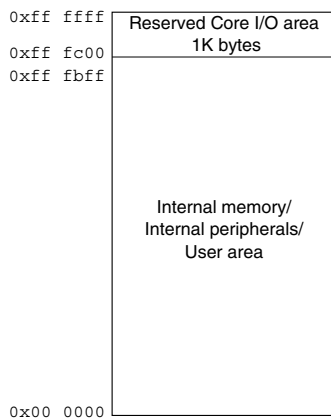 0xff ffff
Reserved Core I/O area
1K bytes
0xff fc00
0xff fbff
Internal memory/
Internal peripherals/
User area
0x00 0000